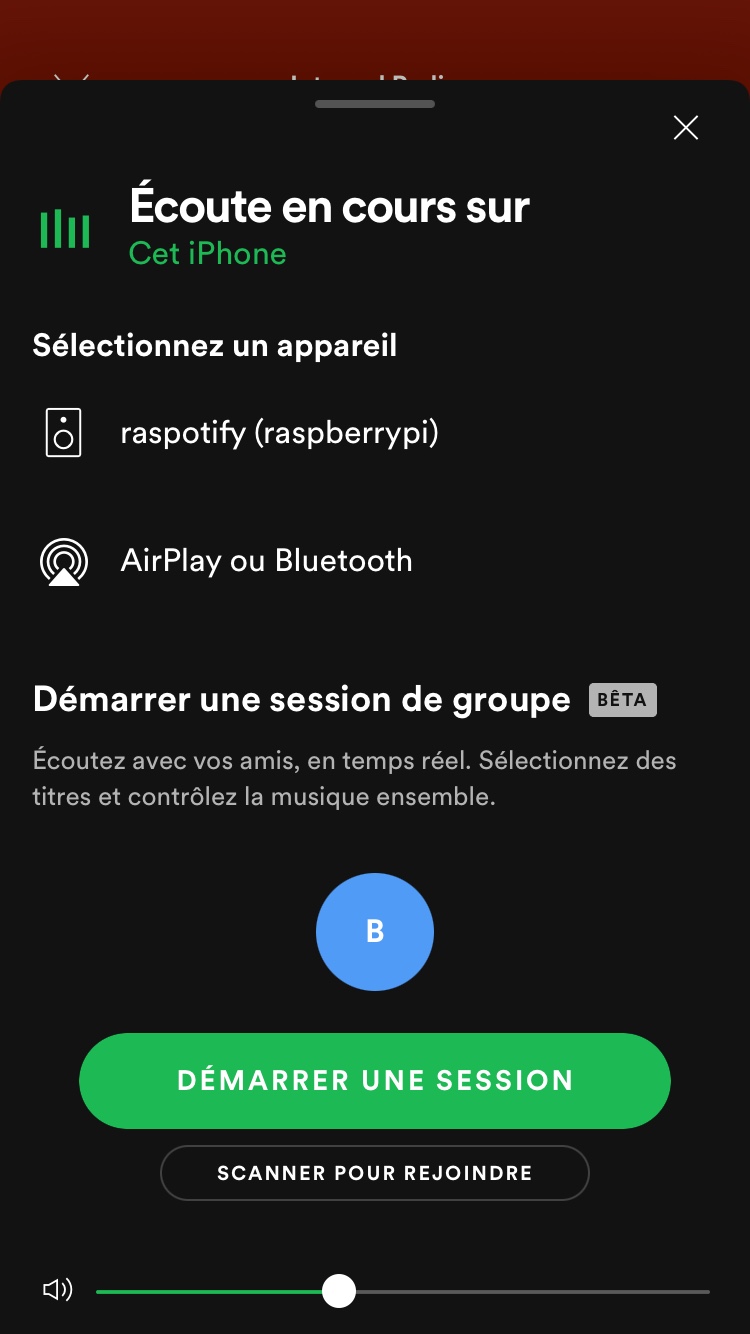 Écoute en cours sur
Cet iPhone
Sélectionnez un appareil
raspotify (raspberrypi)
AirPlay ou Bluetooth
Démarrer une session de groupe BÊTA
Écoutez avec vos amis, en temps réel. Sélectionnez des
titres et contrôlez la musique ensemble.
B
DÉMARRER UNE SESSION
SCANNER POUR REJOINDRE